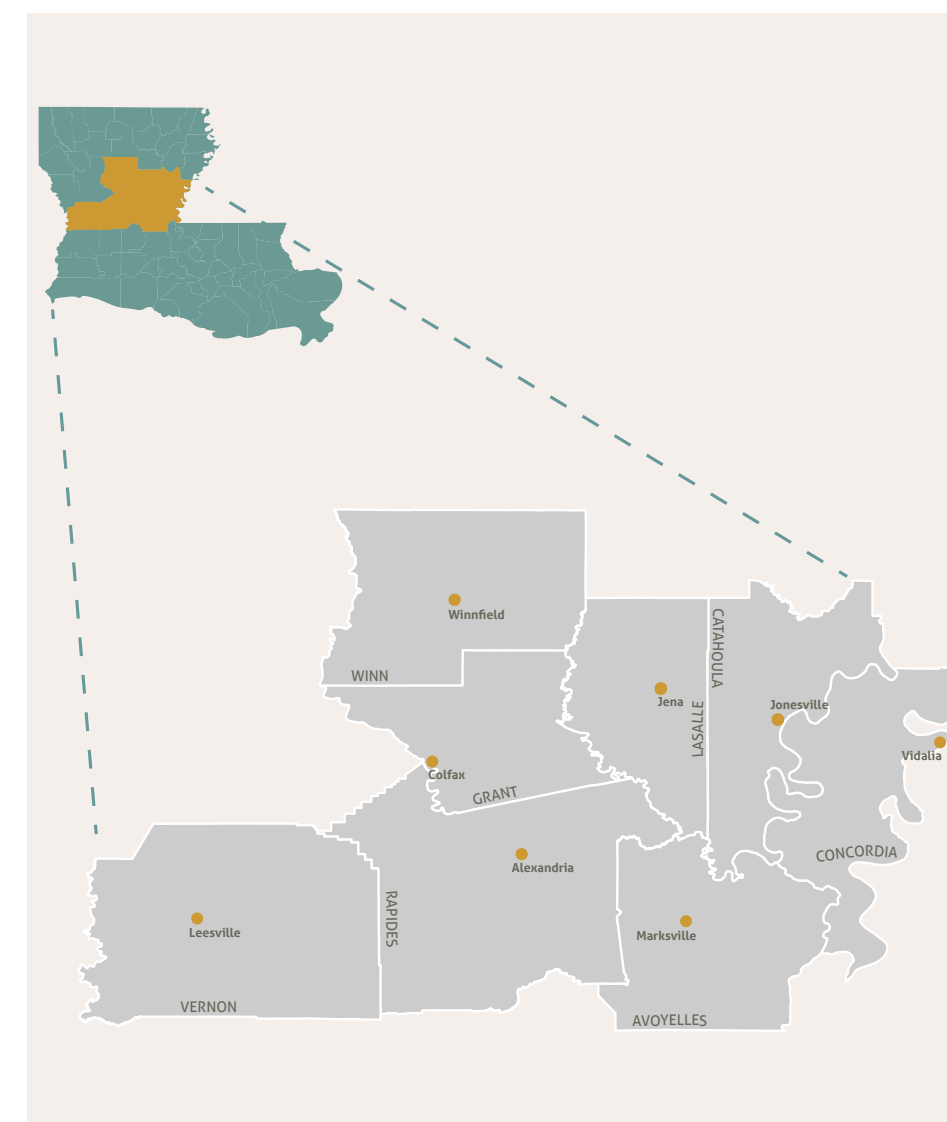 Winnfield
CATAHOULA
WINN
Jena
LASALLE
Jonesville
Vidalia
Colfax
GRANT
CONCORDIA
Alexandria
RAPIDES
Leesville
Marksville
VERNON
AVOYELLES